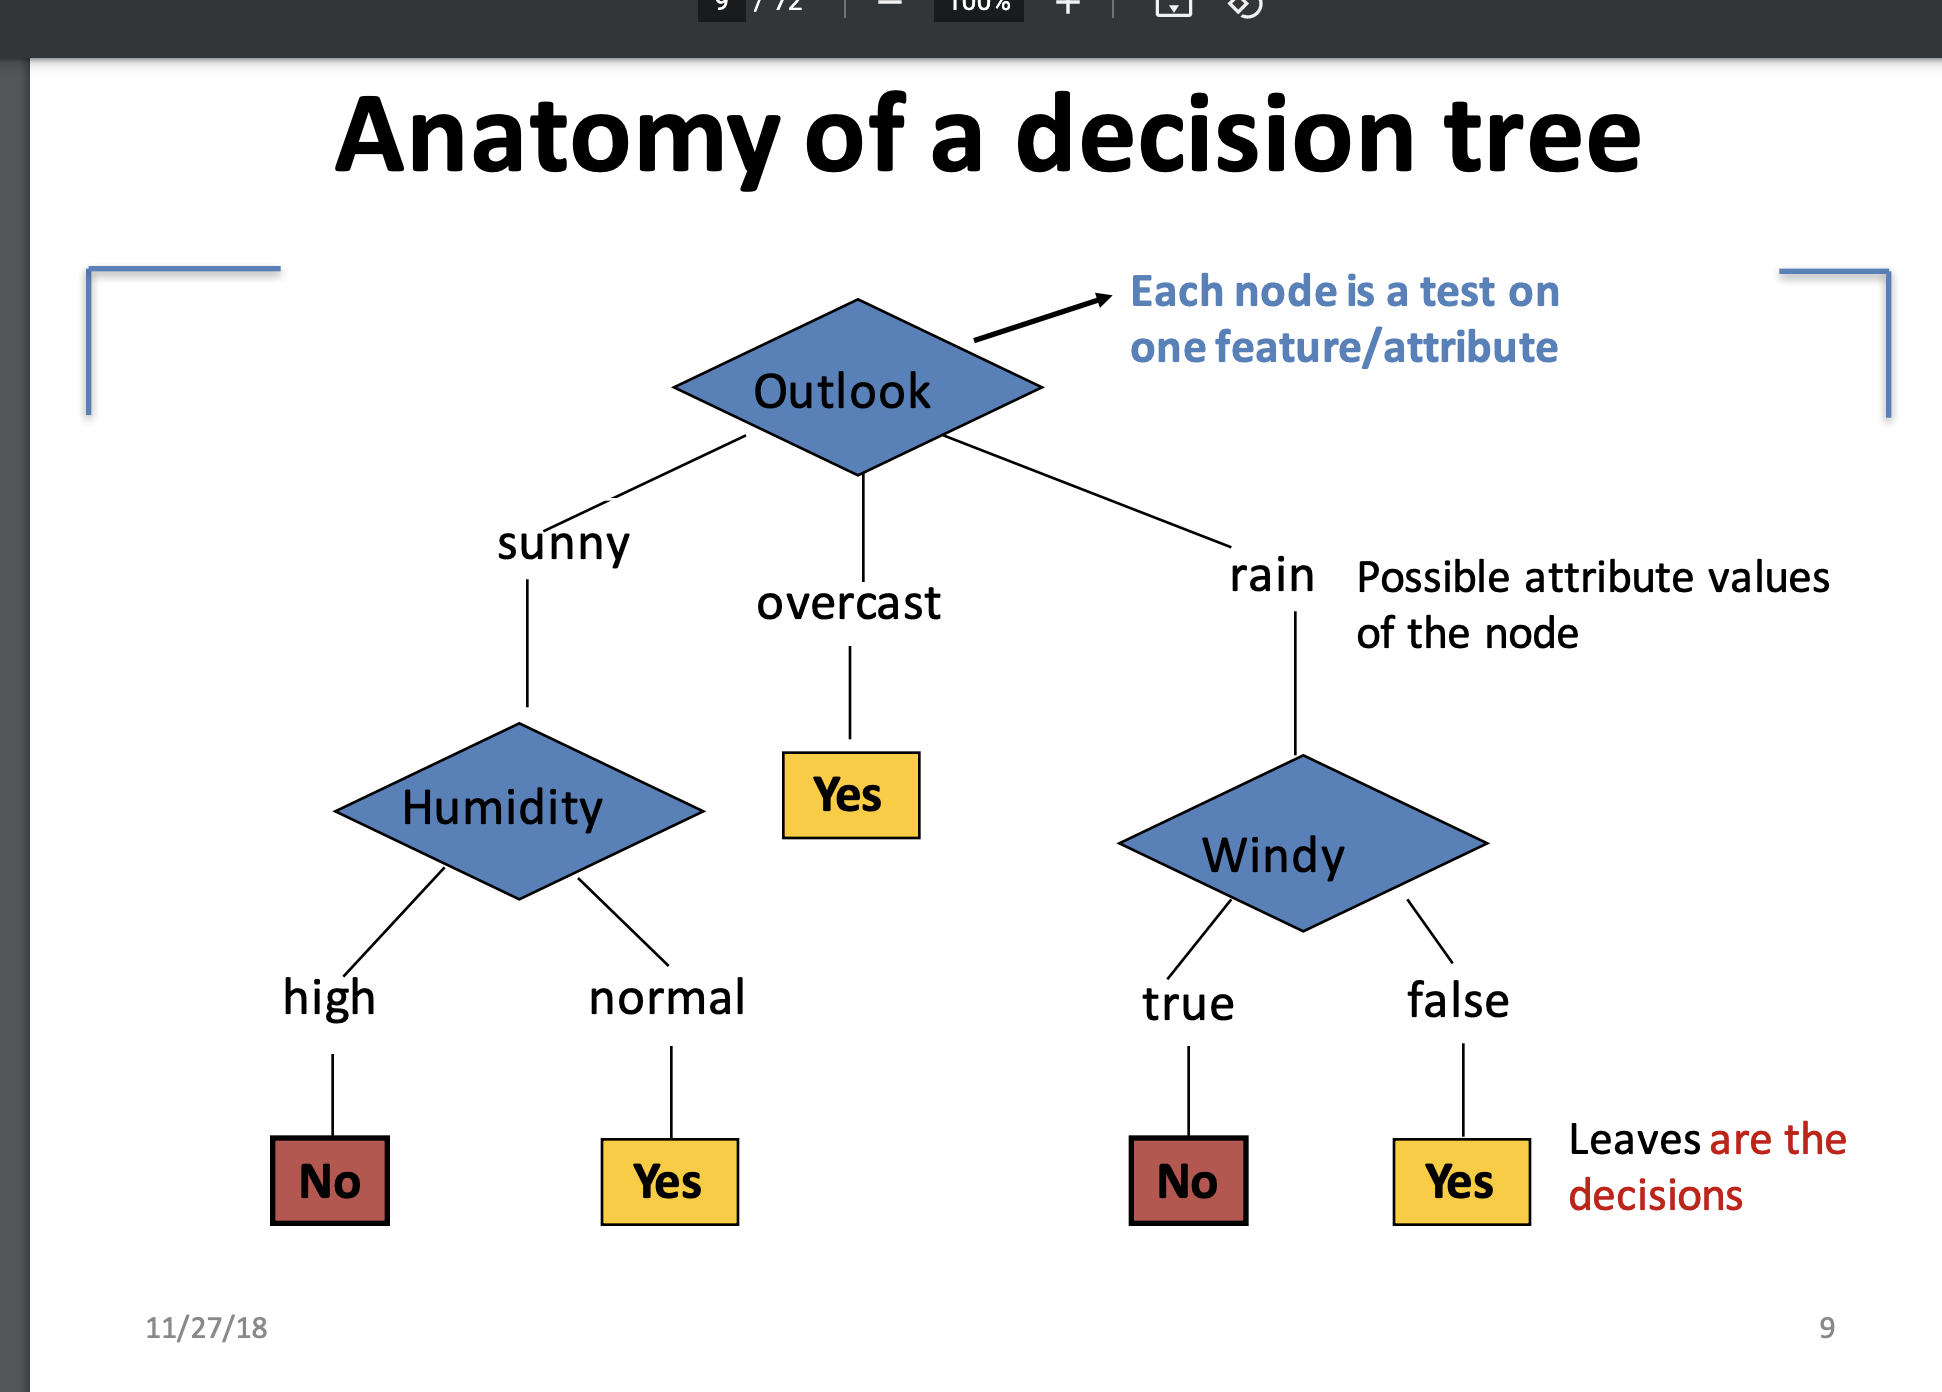 9 / 72
100%
Anatomy of a decision tree
Each node is a test on
one feature/attribute
Outlook
sunny
overcast
rain
Possible attribute values
of the node
Humidity
Yes
Windy
high
normal
true
false
No
Yes
No
Yes
Leaves are the
decisions
11/27/18
9